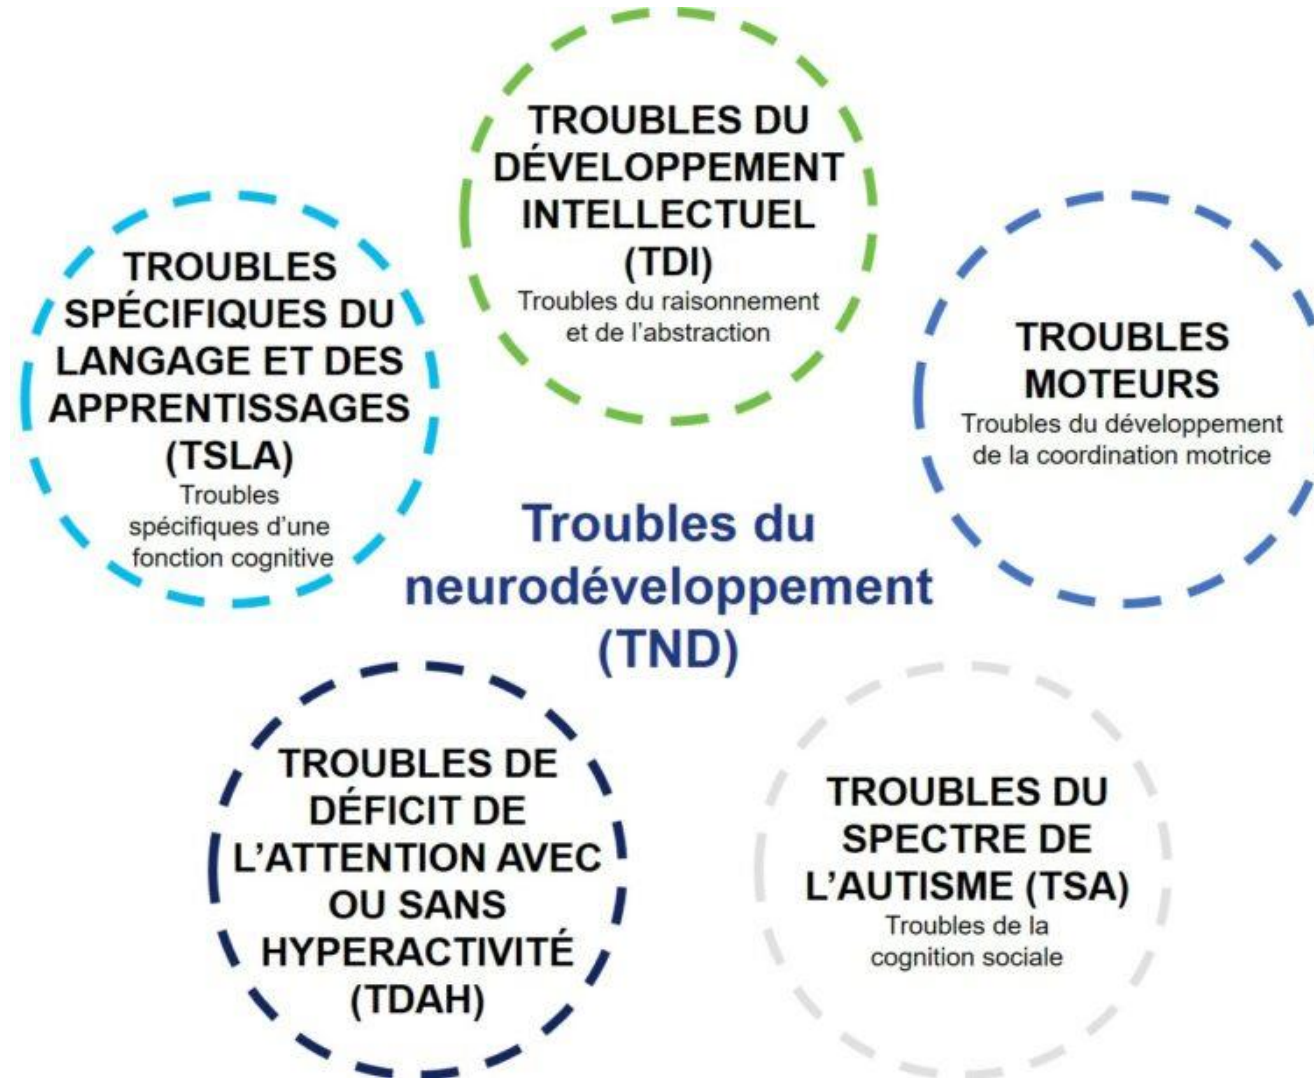 TROUBLES DU
DÉVELOPPEMENT
INTELLECTUEL
(TDI)
Troubles du raisonnement
et de l'abstraction
TROUBLES
SPÉCIFIQUES DU
LANGAGE ET DES
APPRENTISSAGES
(TSLA)
Troubles
spécifiques d'une
fonction cognitive
TROUBLES
MOTEURS
Troubles du développement
de la coordination motrice
Troubles du
neurodéveloppement
(TND)
TROUBLES DE
DÉFICIT DE
L'ATTENTION AVEC
OU SANS
HYPERACTIVITÉ
(TDAH)
TROUBLES DU
SPECTRE DE
L'AUTISME (TSA)
Troubles de la
cognition sociale